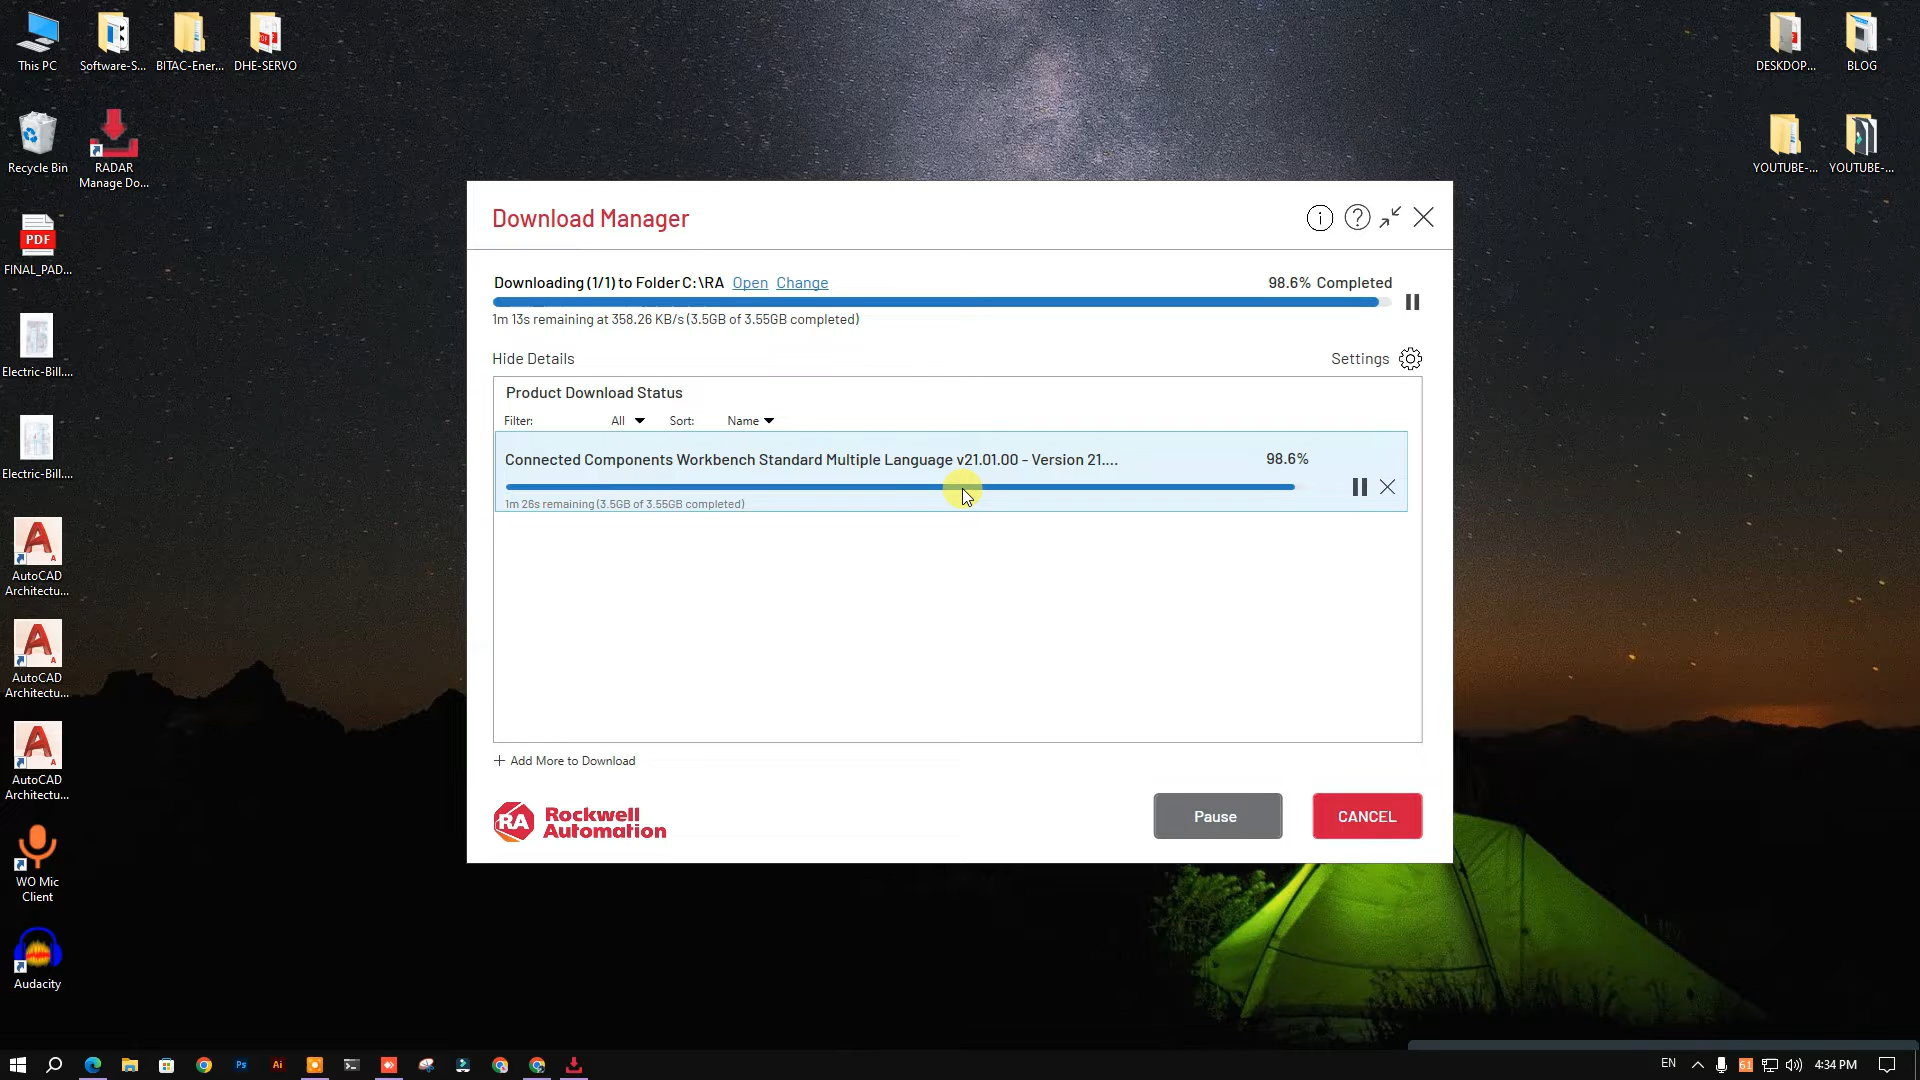 This PC
Software-S...
BITAC-Ener...
DHE-SERVO
DESKDOP...
BLOG
Recycle Bin
RADAR
Manage Do...
YOUTUBE-...
YOUTUBE-...
PDF
FINAL_PAD...
Electric-Bill....
Electric-Bill....
AutoCAD
Architectu...
AutoCAD
Architectu...
AutoCAD
Architectu...
WO Mic
Client
Audacity
Download Manager
Downloading (1/1) to Folder C:\RA Open Change
98.6% Completed
1m 13s remaining at 358.26 KB/s (3.5GB of 3.55GB completed)
Hide Details
Settings
Product Download Status
Filter: All Sort: Name
Connected Components Workbench Standard Multiple Language v21.01.00 - Version 21....
98.6%
1m 26s remaining (3.5GB of 3.55GB completed)
+ Add More to Download
RA Rockwell
Automation
Pause
CANCEL
Ps
Ai
EN
61
4:34 PM